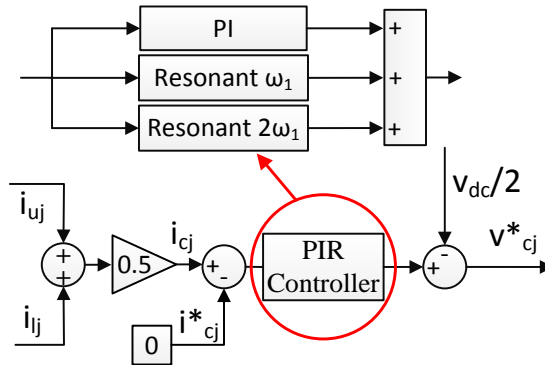 PI
+
Resonant ω₁
+
Resonant 2ω₁
+
i_uj
v_dc/2
i_cj
v*_cj
+
+
0.5
+
-
PIR
Controller
+
-
i_lj
0
i*_cj